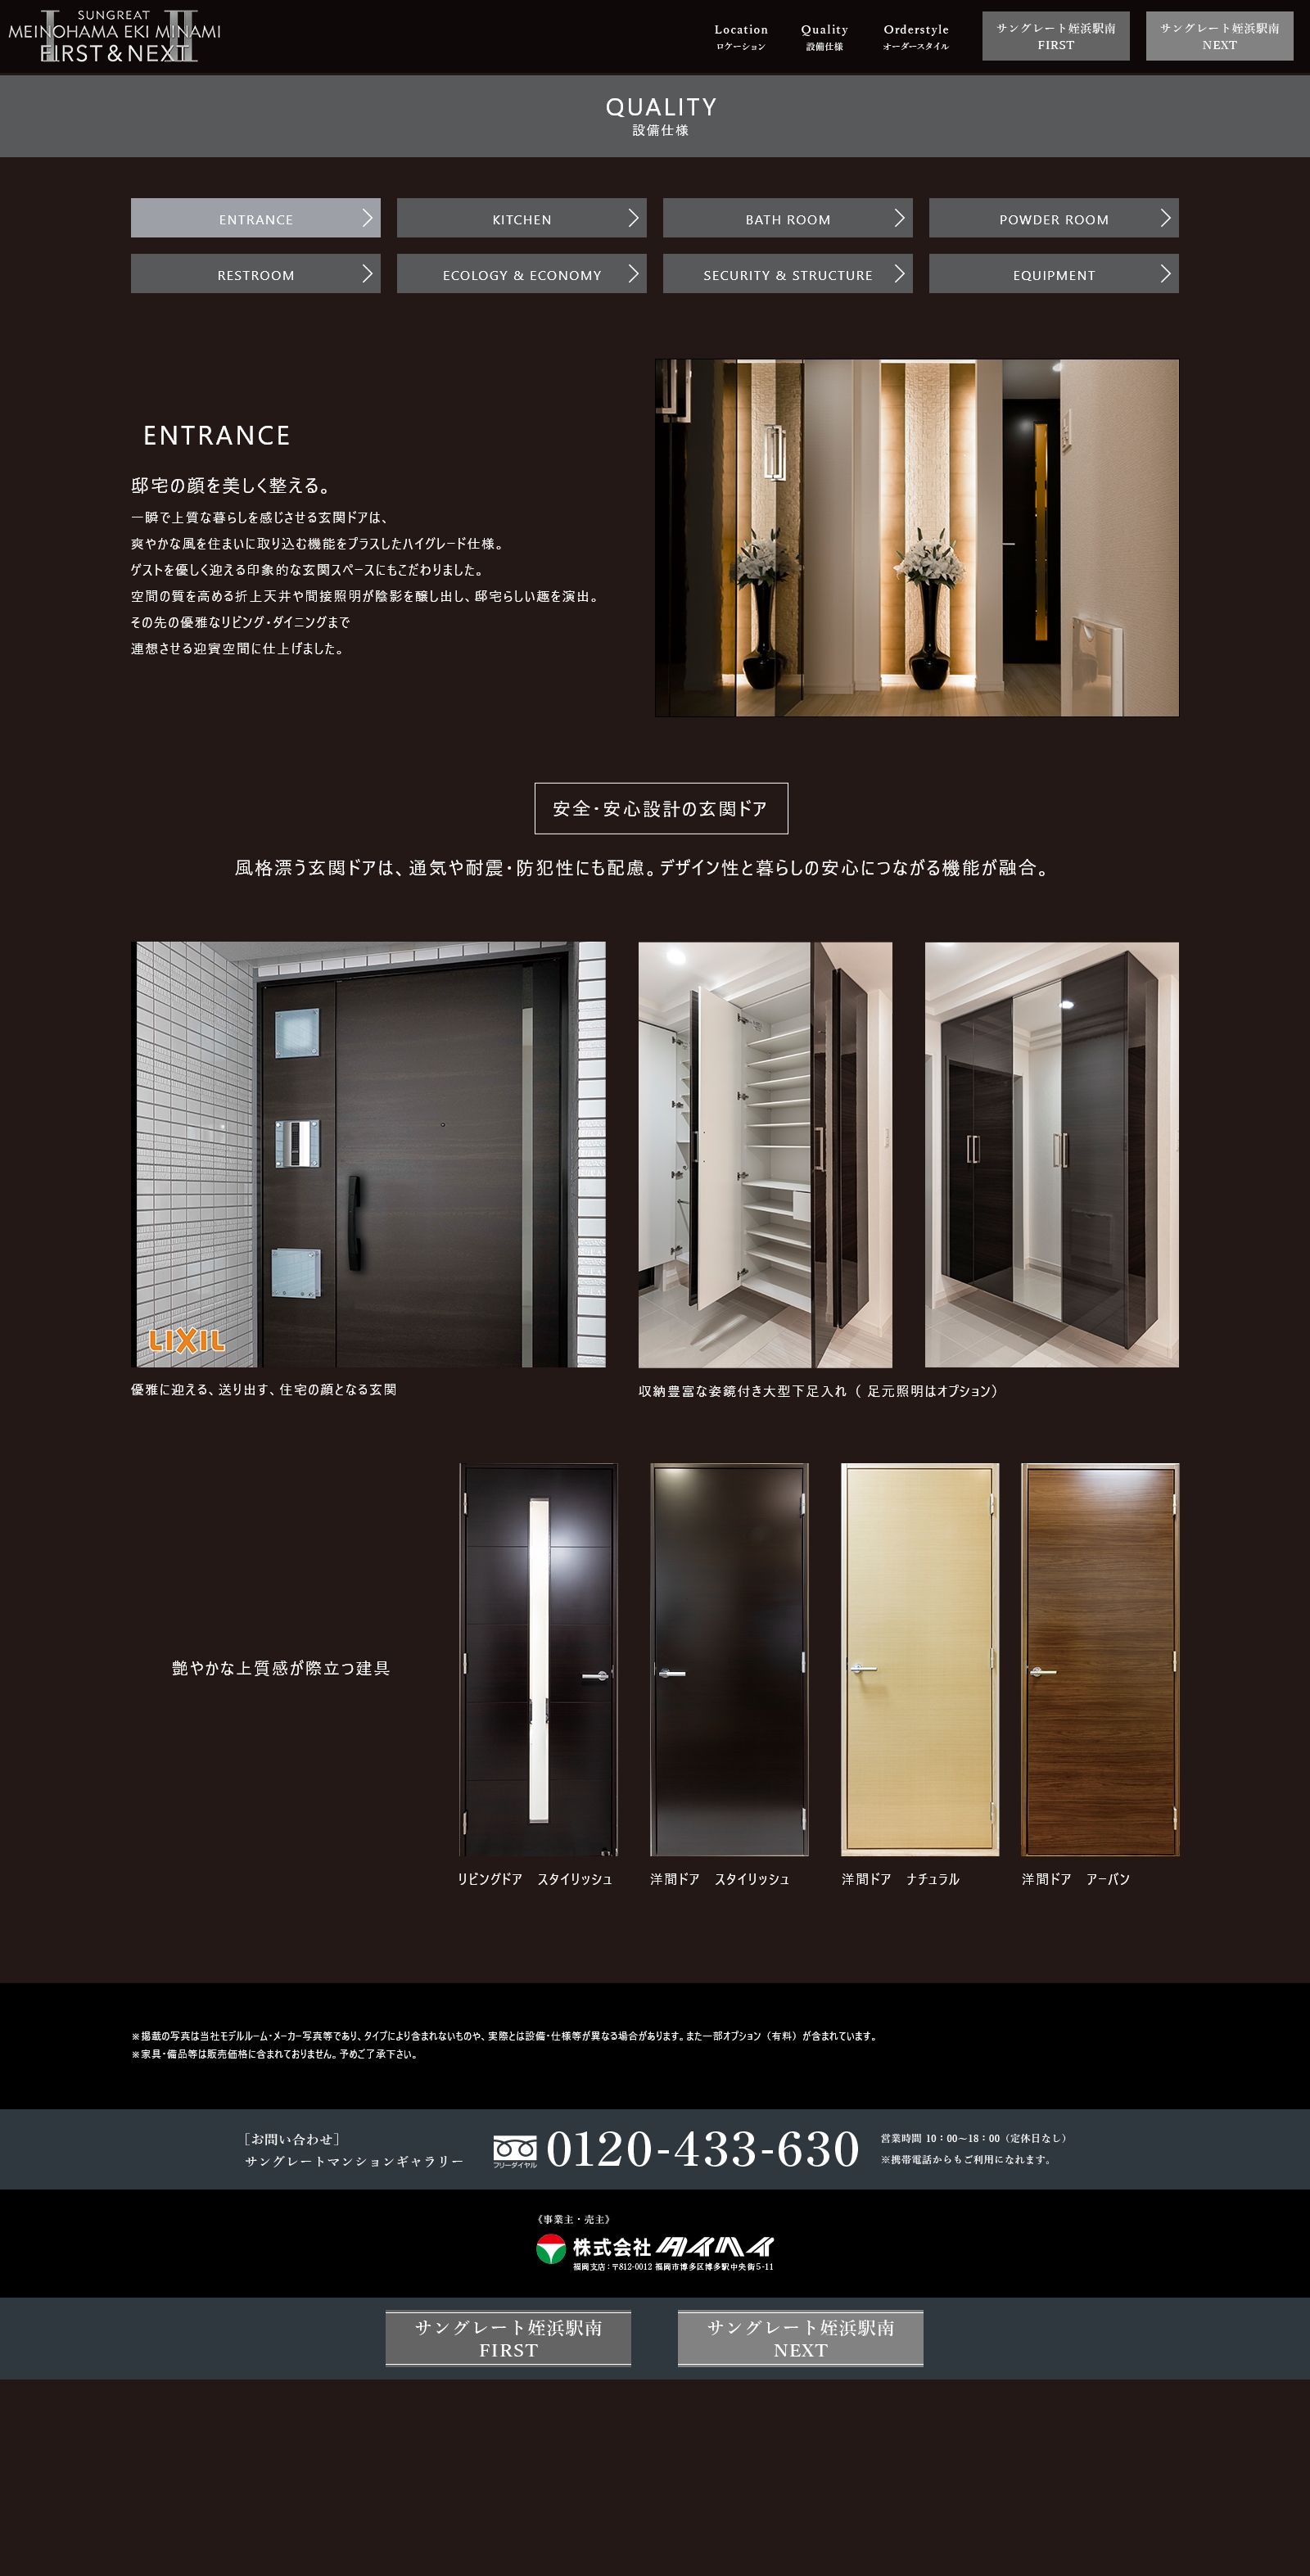 SUNGREAT
MEINOHAMA EKI MINAMI
FIRST & NEXT
Location
ロケーション
Quality
設備仕様
Orderstyle
オーダースタイル
サングレート姪浜駅南
FIRST
サングレート姪浜駅南
NEXT
QUALITY
設備仕様
ENTRANCE
KITCHEN
BATH ROOM
POWDER ROOM
RESTROOM
ECOLOGY & ECONOMY
SECURITY & STRUCTURE
EQUIPMENT
ENTRANCE
邸宅の顔を美しく整える。
一瞬で上質な暮らしを感じさせる玄関ドアは、
爽やかな風を住まいに取り込む機能をプラスしたハイグレード仕様。
ゲストを優しく迎える印象的な玄関スペースにもこだわりました。
空間の質を高める折上天井や間接照明が陰影を醸し出し、邸宅らしい趣を演出。
その先の優雅なリビング・ダイニングまで
連想させる迎賓空間に仕上げました。
安全・安心設計の玄関ドア
風格漂う玄関ドアは、通気や耐震・防犯性にも配慮。デザイン性と暮らしの安心につながる機能が融合。
LIXIL
優雅に迎える、送り出す、住宅の顔となる玄関
収納豊富な姿鏡付き大型下足入れ（ 足元照明はオプション）
艶やかな上質感が際立つ建具
リビングドア　スタイリッシュ
洋間ドア　スタイリッシュ
洋間ドア　ナチュラル
洋間ドア　アーバン
※掲載の写真は当社モデルルーム・メーカー写真等であり、タイプにより含まれないものや、実際とは設備・仕様等が異なる場合があります。また一部オプション（有料）が含まれています。
※家具・備品等は販売価格に含まれておりません。予めご了承下さい。
［お問い合わせ］
サングレートマンションギャラリー
フリーダイヤル
0120-433-630
営業時間 10：00〜18：00（定休日なし）
※携帯電話からもご利用になれます。
《事業主・売主》
株式会社タイヘイ
福岡支店：〒812-0012 福岡市博多区博多駅中央街5-11
サングレート姪浜駅南
FIRST
サングレート姪浜駅南
NEXT